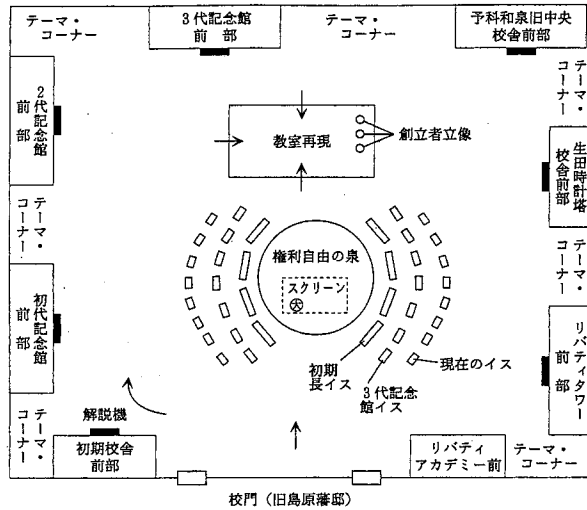 テーマ・
コーナー
3代記念館
前 部
テーマ・
コーナー
予科和泉旧中央
校舎前部
2代記念館
前 部
教室再現
創立者立像
テーマ・
コーナー
生田時計塔
校舎前部
テーマ・
コーナー
権利自由の泉
スクリーン
大
テーマ・
コーナー
初代記念館
前 部
リバティタワー
前 部
初期
長イス
3代記念
館イス
現在のイス
テーマ・
コーナー
解説機
初期校舎
前部
リバティ
アカデミー前
テーマ・
コーナー
校門（旧島原藩邸）